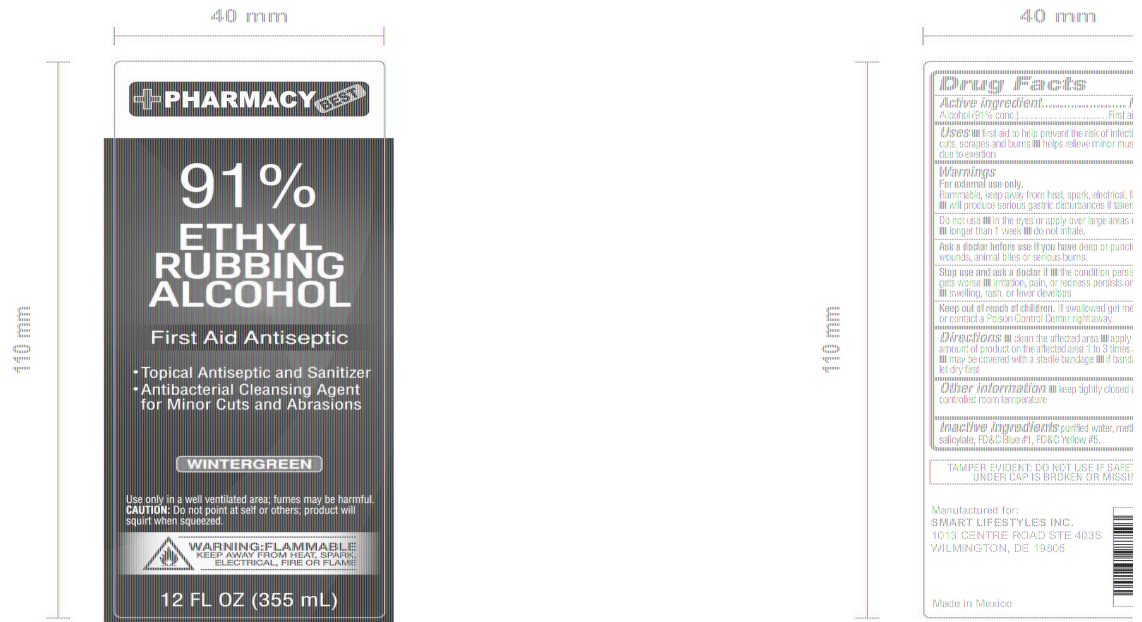 40 mm
110 mm
PHARMACY BEST
91%
ETHYL
RUBBING
ALCOHOL
First Aid Antiseptic
• Topical Antiseptic and Sanitizer
• Antibacterial Cleansing Agent
for Minor Cuts and Abrasions
WINTERGREEN
Use only in a well ventilated area; fumes may be harmful.
CAUTION: Do not point at self or others; product will
squirt when squeezed.
WARNING:FLAMMABLE
KEEP AWAY FROM HEAT, SPARK,
ELECTRICAL, FIRE OR FLAME
12 FL OZ (355 mL)
40 mm
110 mm
Drug Facts
Active ingredient
Alcohol (91% conc.) First
Uses first aid to help prevent the risk of
cuts, scrapes and burns helps relieve minor
due to exertion
Warnings
For external use only.
Flammable, keep away from heat, spark, electrical,
will produce serious gastric disturbances if taken
Do not use in the eyes or apply over large areas
longer than 1 week do not inhale.
Ask a doctor before use if you have deep or
wounds, animal bites or serious burns.
Stop use and ask a doctor if the condition
gets worse irritation, pain, or redness persists or
swelling, rash, or fever develops
Keep out of reach of children. If swallowed get
or contact a Poison Control Center right away.
Directions clean the affected area apply
amount of product on the affected area 1 to 3 times
may be covered with a sterile bandage if
let dry first
Other information keep tightly closed
controlled room temperature
Inactive ingredients purified water,
salicylate, FD&C Blue #1, FD&C Yellow #5.
TAMPER EVIDENT: DO NOT USE IF
UNDER CAP IS BROKEN OR
Manufactured for:
SMART LIFESTYLES INC.
1013 CENTRE ROAD STE 403S
WILMINGTON, DE 19805
Made in Mexico